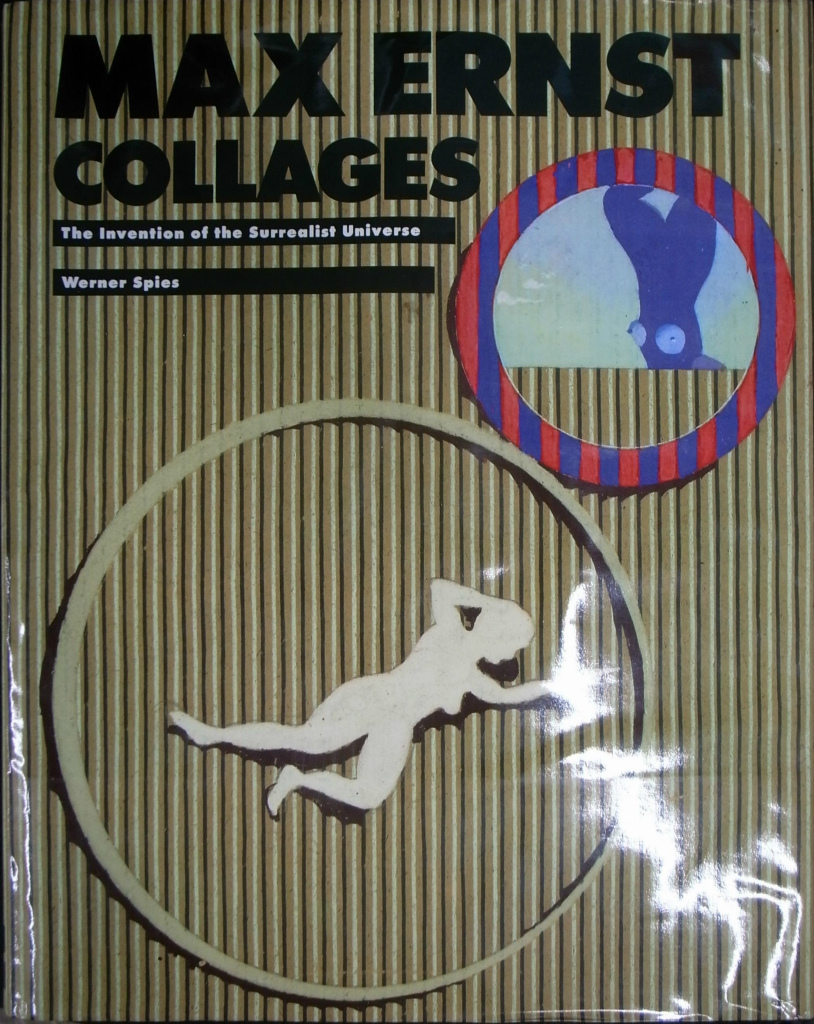 MAX ERNST
COLLAGES
The Invention of the Surrealist Universe
Werner Spies